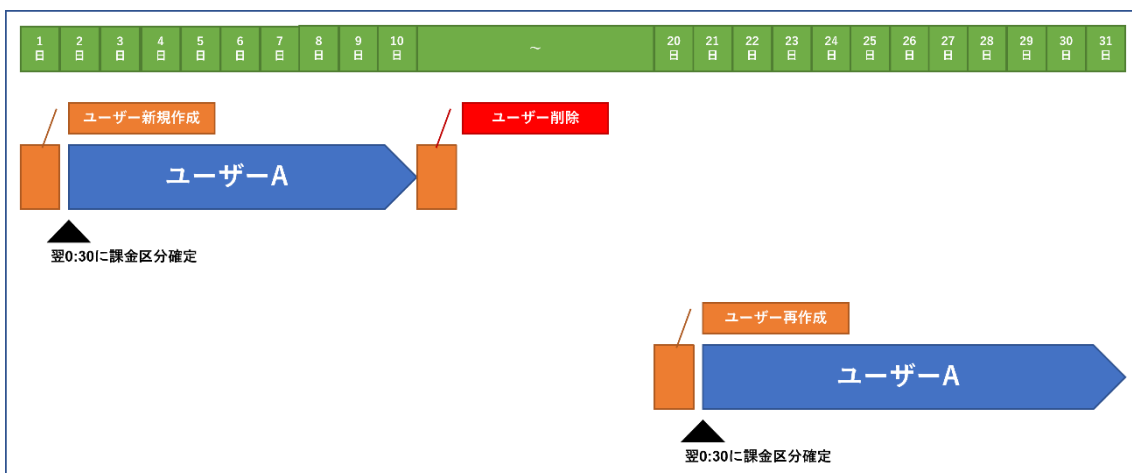 1日 2日 3日 4日 5日 6日 7日 8日 9日 10日 ～ 20日 21日 22日 23日 24日 25日 26日 27日 28日 29日 30日 31日
ユーザー新規作成
ユーザー削除
ユーザーA
翌0:30に課金区分確定
ユーザー再作成
ユーザーA
翌0:30に課金区分確定